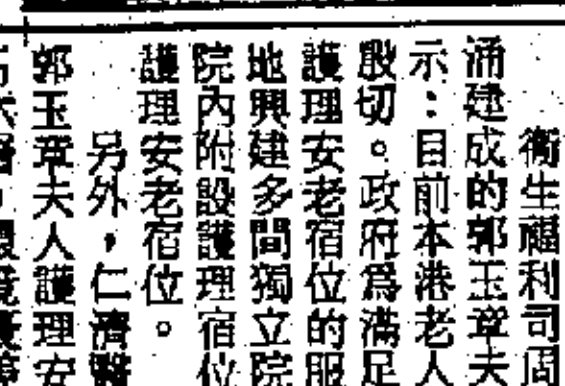 衞生福利司周
涌建成的郭玉章夫
示：目前本港老人
殷切。政府爲滿足
護理安老宿位的服
地興建多間獨立院
院內附設護理宿位
護理安老宿位。
另外，仁濟醫
郭玉章夫人護理安